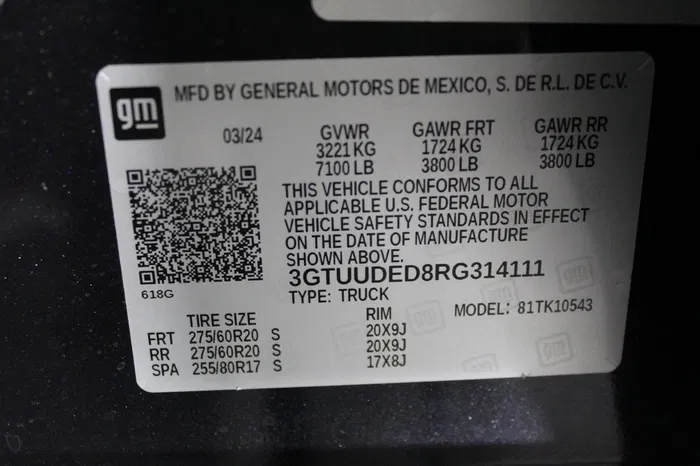 gm
MFD BY GENERAL MOTORS DE MEXICO, S. DE R.L. DE C.V.
03/24 GVWR GAWR FRT GAWR RR
3221 KG 1724 KG 1724 KG
7100 LB 3800 LB 3800 LB
THIS VEHICLE CONFORMS TO ALL
APPLICABLE U.S. FEDERAL MOTOR
VEHICLE SAFETY STANDARDS IN EFFECT
ON THE DATE OF MANUFACTURE
SHOWN ABOVE.
3GTUUDED8RG314111
618G
TYPE: TRUCK MODEL: 81TK10543
TIRE SIZE RIM
FRT 275/60R20 S 20X9J
RR 275/60R20 S 20X9J
SPA 255/80R17 S 17X8J